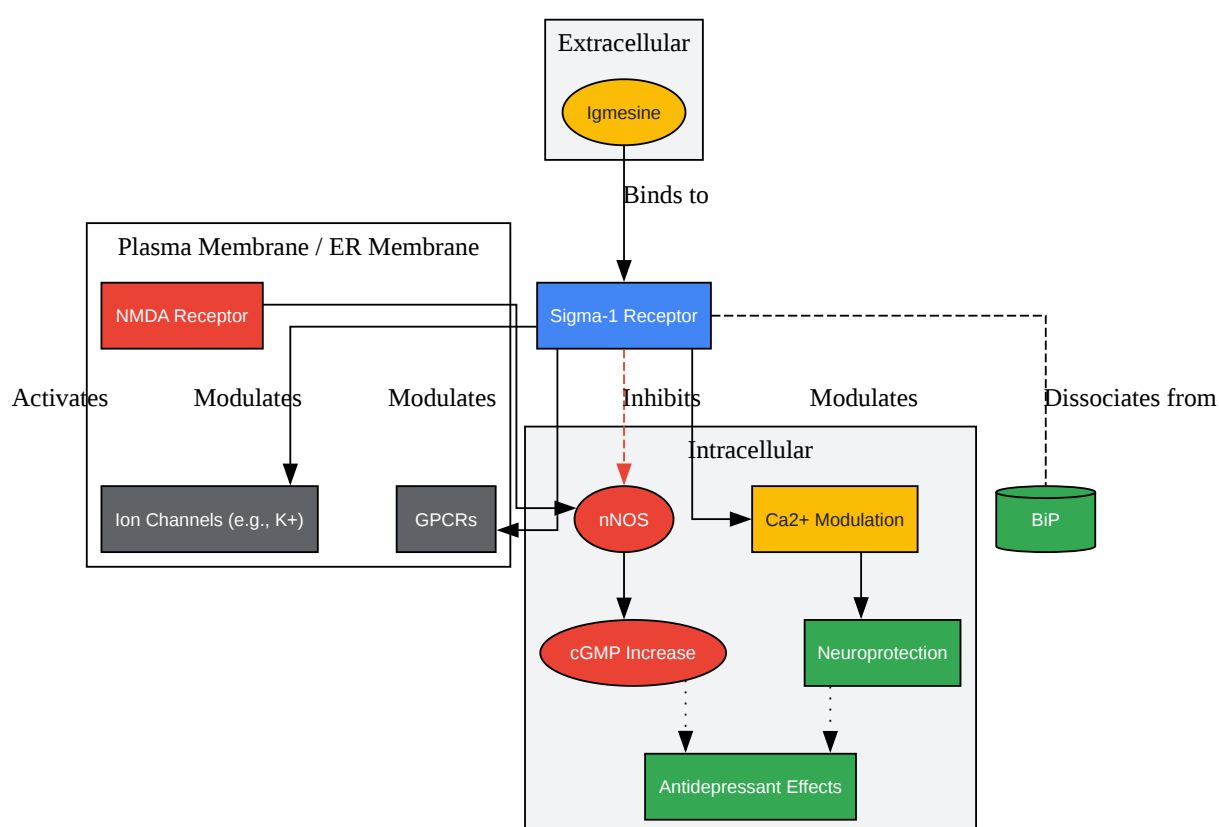 Extracellular
Igmesine
Binds to
Plasma Membrane / ER Membrane
NMDA Receptor
Sigma-1 Receptor
Activates
Modulates
Modulates
Inhibits
Modulates
Dissociates from
Intracellular
Ion Channels (e.g., K+)
GPCRs
nNOS
Ca2+ Modulation
BiP
cGMP Increase
Neuroprotection
Antidepressant Effects